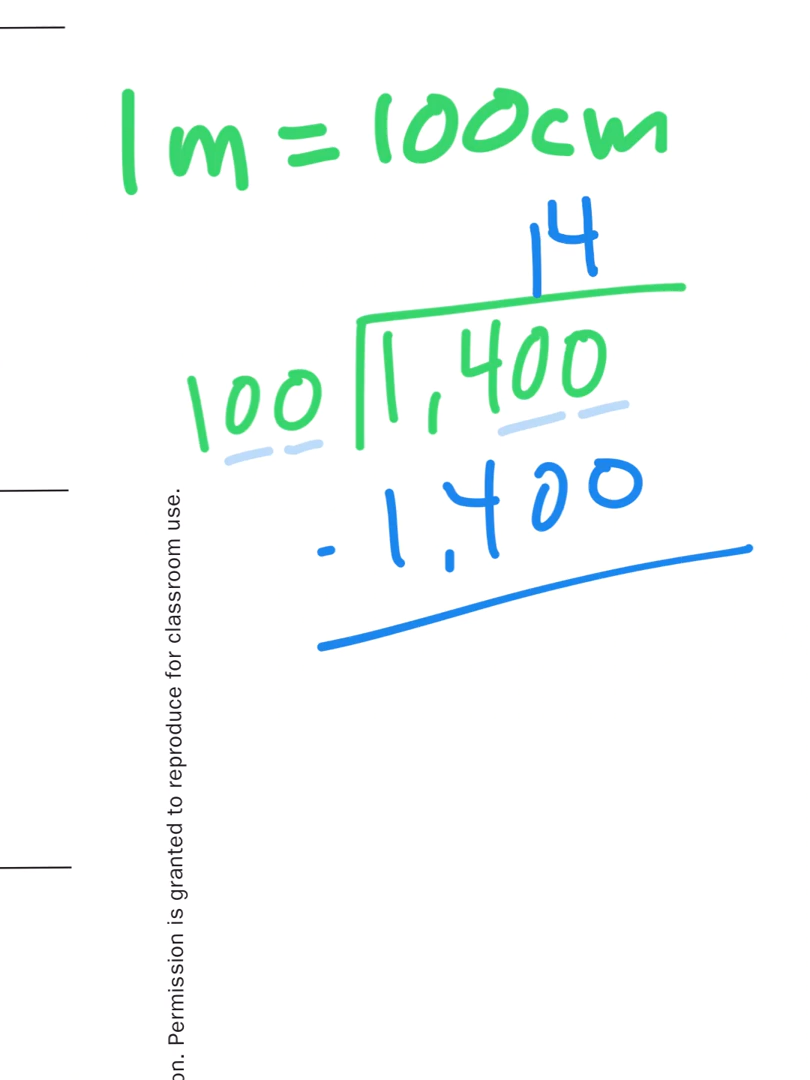 1m = 100cm
14
100 1,400
- 1,400
on. Permission is granted to reproduce for classroom use.